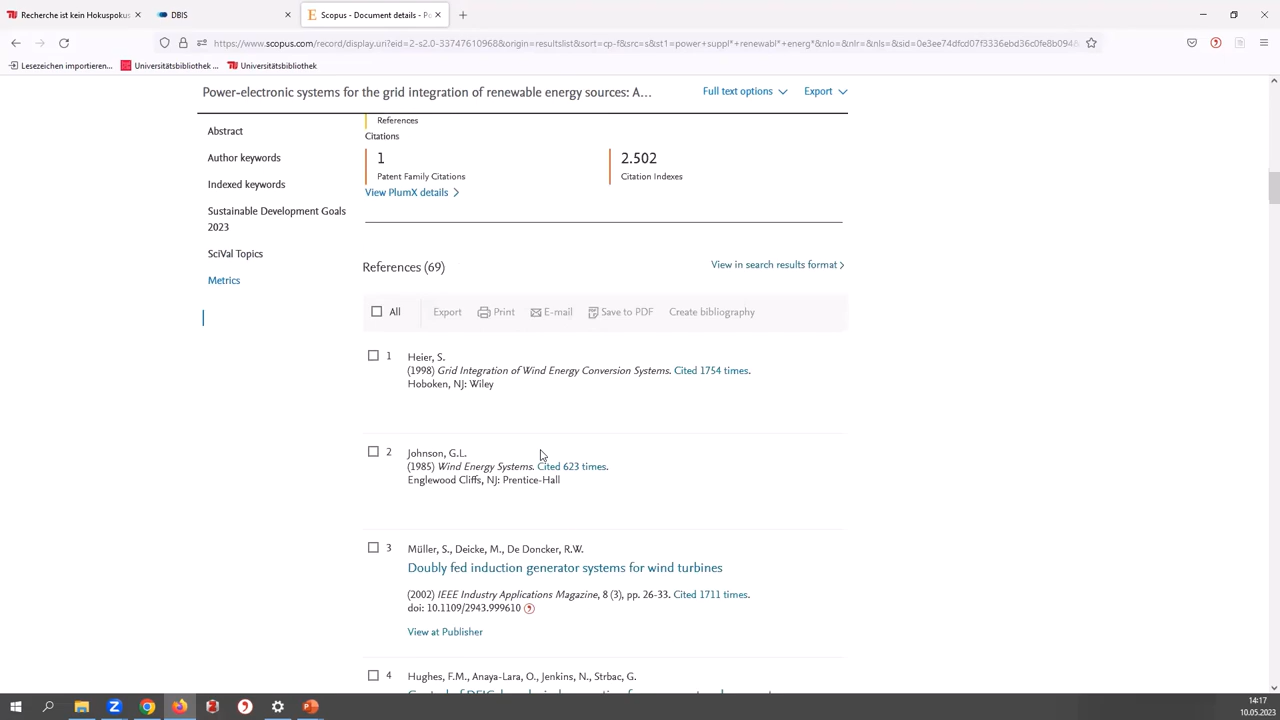 Recherche ist kein Hokuspokus
DBIS
Scopus - Document details - Po
https://www.scopus.com/record/display.uri?eid=2-s2.0-33747610968&origin=resultslist&sort=cp-f&src=s&st1=power+suppl*+renewabl*+energ*&nlo=&nlr=&nls=&sid=0e3ee74dfcd07f3336ebd36c0fe8b0948
Lesezeichen importieren...
Universitätsbibliothek ...
Universitätsbibliothek
Power-electronic systems for the grid integration of renewable energy sources: A...
Full text options
Export
Abstract
Author keywords
Indexed keywords
Sustainable Development Goals
2023
SciVal Topics
Metrics
References
Citations
1
Patent Family Citations
2.502
Citation Indexes
View PlumX details
References (69)
View in search results format
All
Export
Print
E-mail
Save to PDF
Create bibliography
1
Heier, S.
(1998) Grid Integration of Wind Energy Conversion Systems. Cited 1754 times.
Hoboken, NJ: Wiley
2
Johnson, G.L.
(1985) Wind Energy Systems. Cited 623 times.
Englewood Cliffs, NJ: Prentice-Hall
3
Müller, S., Deicke, M., De Doncker, R.W.
Doubly fed induction generator systems for wind turbines
(2002) IEEE Industry Applications Magazine, 8 (3), pp. 26-33. Cited 1711 times.
doi: 10.1109/2943.999610
View at Publisher
4
Hughes, F.M., Anaya-Lara, O., Jenkins, N., Strbac, G.
14:17
10.05.2023